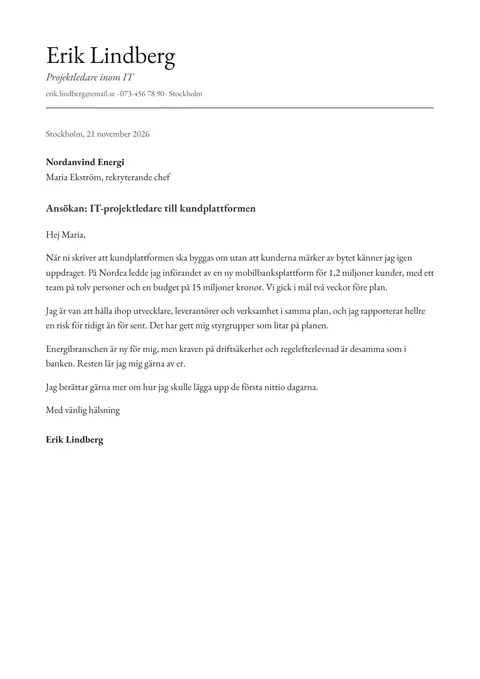 Erik Lindberg
Projektledare inom IT
erik.lindberg@email.se · 073-456 78 90 · Stockholm
Stockholm, 21 november 2026
Nordanvind Energi
Maria Ekström, rekryterande chef
Ansökan: IT-projektledare till kundplattformen
Hej Maria,
När ni skriver att kundplattformen ska byggas om utan att kunderna märker av bytet känner jag igen
uppdraget. På Nordea ledde jag införandet av en ny mobilbanksplattform för 1,2 miljoner kunder, med ett
team på tolv personer och en budget på 15 miljoner kronor. Vi gick i mål två veckor före plan.
Jag är van att hålla ihop utvecklare, leverantörer och verksamhet i samma plan, och jag rapporterar hellre
en risk för tidigt än för sent. Det har gett mig styrgrupper som litar på planen.
Energibranschen är ny för mig, men kraven på driftsäkerhet och regelefterlevnad är desamma som i
banken. Resten lär jag mig gärna av er.
Jag berättar gärna mer om hur jag skulle lägga upp de första nittio dagarna.
Med vänlig hälsning
Erik Lindberg